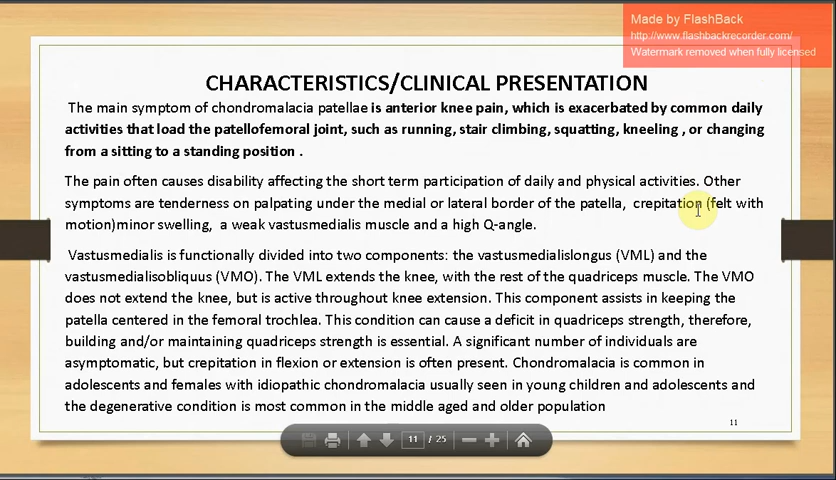 Made by FlashBack
http://www.flashbackrecorder.com/
Watermark removed when fully licensed
CHARACTERISTICS/CLINICAL PRESENTATION
The main symptom of chondromalacia patellae is anterior knee pain, which is exacerbated by common daily
activities that load the patellofemoral joint, such as running, stair climbing, squatting, kneeling , or changing
from a sitting to a standing position .
The pain often causes disability affecting the short term participation of daily and physical activities. Other
symptoms are tenderness on palpating under the medial or lateral border of the patella, crepitation (felt with
motion)minor swelling, a weak vastusmedialis muscle and a high Q-angle.
Vastusmedialis is functionally divided into two components: the vastusmedialislongus (VML) and the
vastusmedialisobliquus (VMO). The VML extends the knee, with the rest of the quadriceps muscle. The VMO
does not extend the knee, but is active throughout knee extension. This component assists in keeping the
patella centered in the femoral trochlea. This condition can cause a deficit in quadriceps strength, therefore,
building and/or maintaining quadriceps strength is essential. A significant number of individuals are
asymptomatic, but crepitation in flexion or extension is often present. Chondromalacia is common in
adolescents and females with idiopathic chondromalacia usually seen in young children and adolescents and
the degenerative condition is most common in the middle aged and older population
11
11 / 25